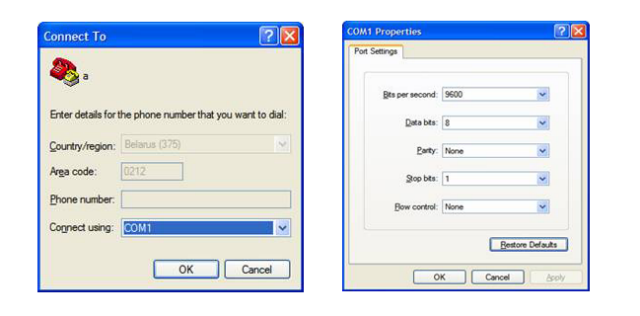 Connect To
a
Enter details for the phone number that you want to dial:
Country/region: Belarus (375)
Area code: 0212
Phone number:
Connect using: COM1
OK Cancel
COM1 Properties
Port Settings
Bits per second: 9600
Data bits: 8
Parity: None
Stop bits: 1
Flow control: None
Restore Defaults
OK Cancel Apply